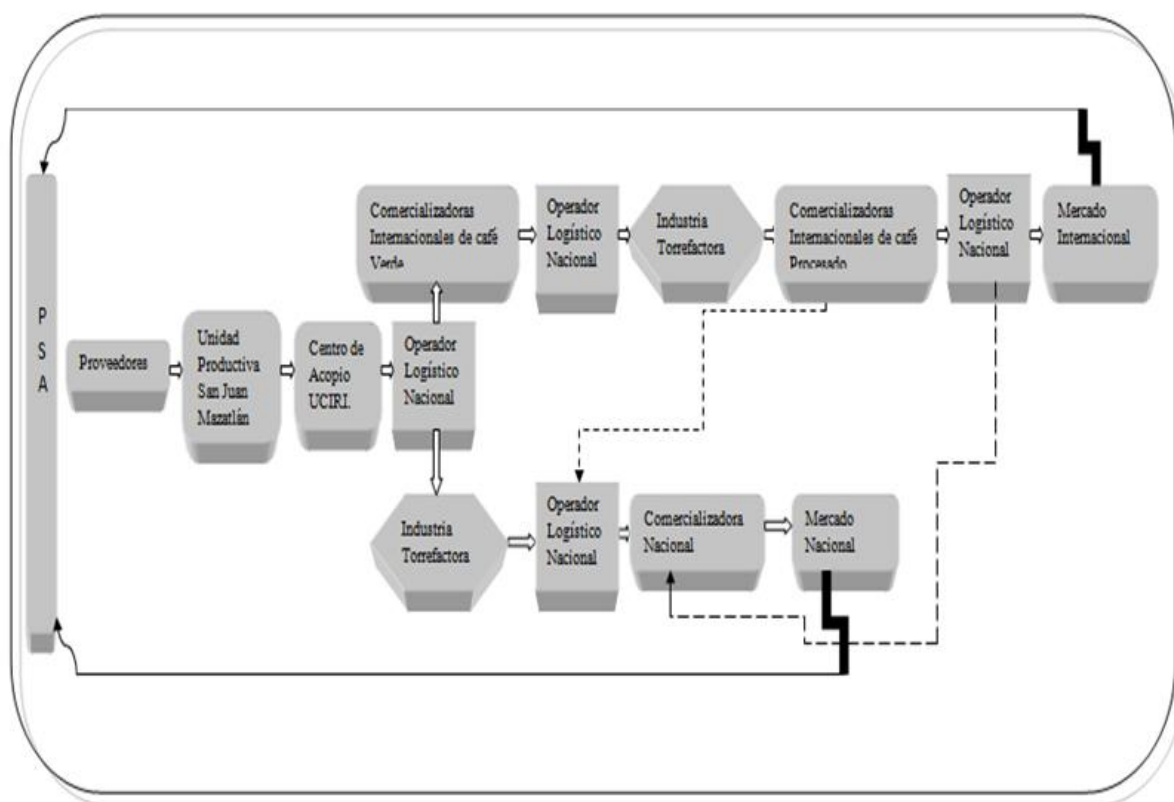 Comercializadoras
Internacionales de café
Verde
Operador
Logístico
Nacional
Industria
Torrefactora
Comercializadoras
Internacionales de café
Procesado
Operador
Logístico
Nacional
Mercado
Internacional
P
S
A
Proveedores
Unidad
Productiva
San Juan
Mazatlán
Centro de
Acopio
UCIRI.
Operador
Logístico
Nacional
Industria
Torrefactora
Operador
Logístico
Nacional
Comercializadora
Nacional
Mercado
Nacional